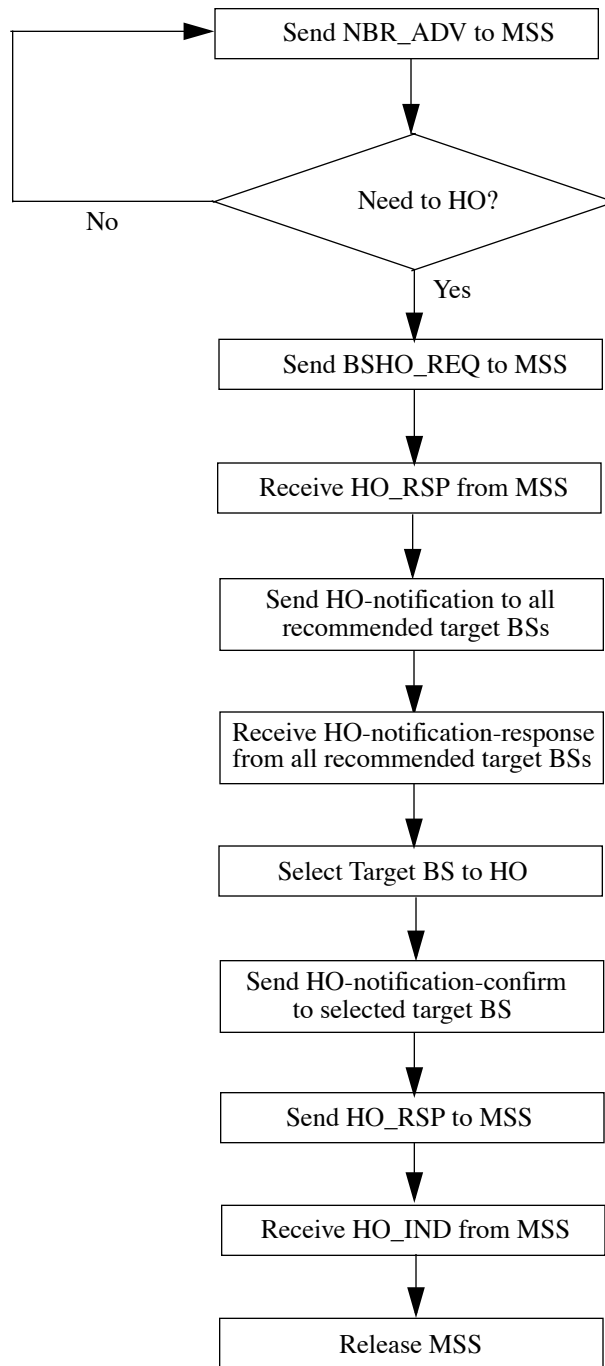 Send NBR_ADV to MSS
Need to HO?
No
Yes
Send BSHO_REQ to MSS
Receive HO_RSP from MSS
Send HO-notification to all
recommended target BSs
Receive HO-notification-response
from all recommended target BSs
Select Target BS to HO
Send HO-notification-confirm
to selected target BS
Send HO_RSP to MSS
Receive HO_IND from MSS
Release MSS